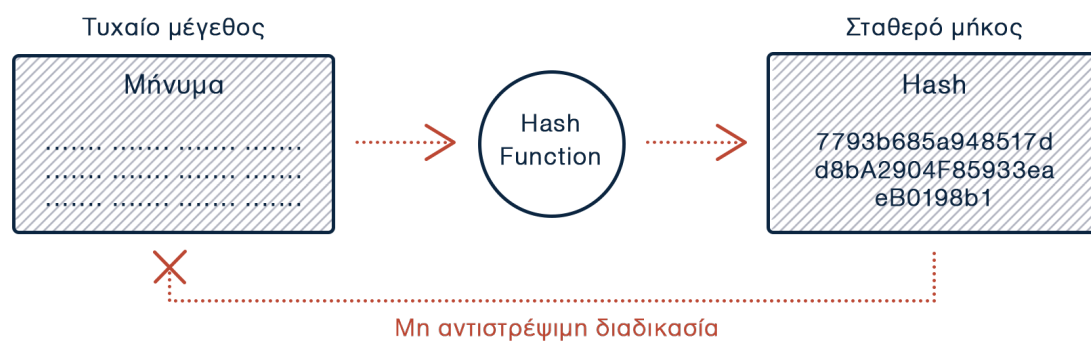 Τυχαίο μέγεθος
Μήνυμα
....... ....... ....... .......
....... ....... ....... .......
....... ....... ....... .......
Hash
Function
Σταθερό μήκος
Hash
7793b685a948517d
d8bA2904F85933ea
eB0198b1
Μη αντιστρέψιμη διαδικασία